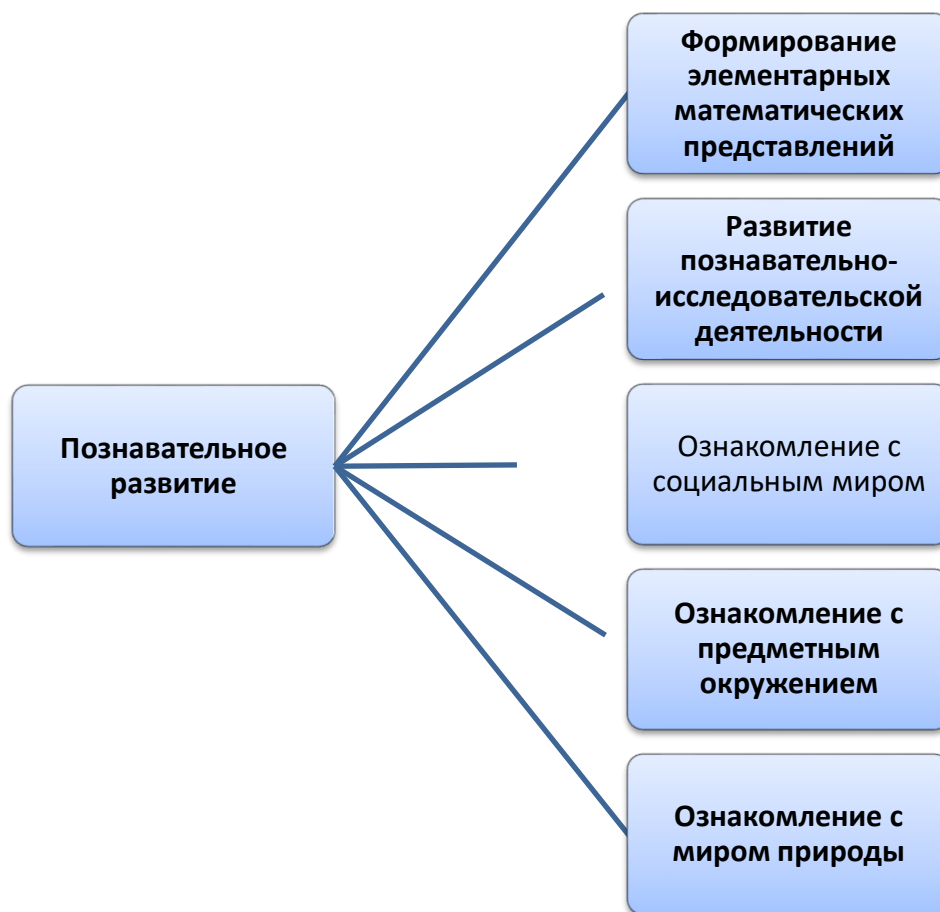 Формирование
элементарных
математических
представлений
Развитие
познавательно-
исследовательской
деятельности
Познавательное
развитие
Ознакомление с
социальным миром
Ознакомление с
предметным
окружением
Ознакомление с
миром природы